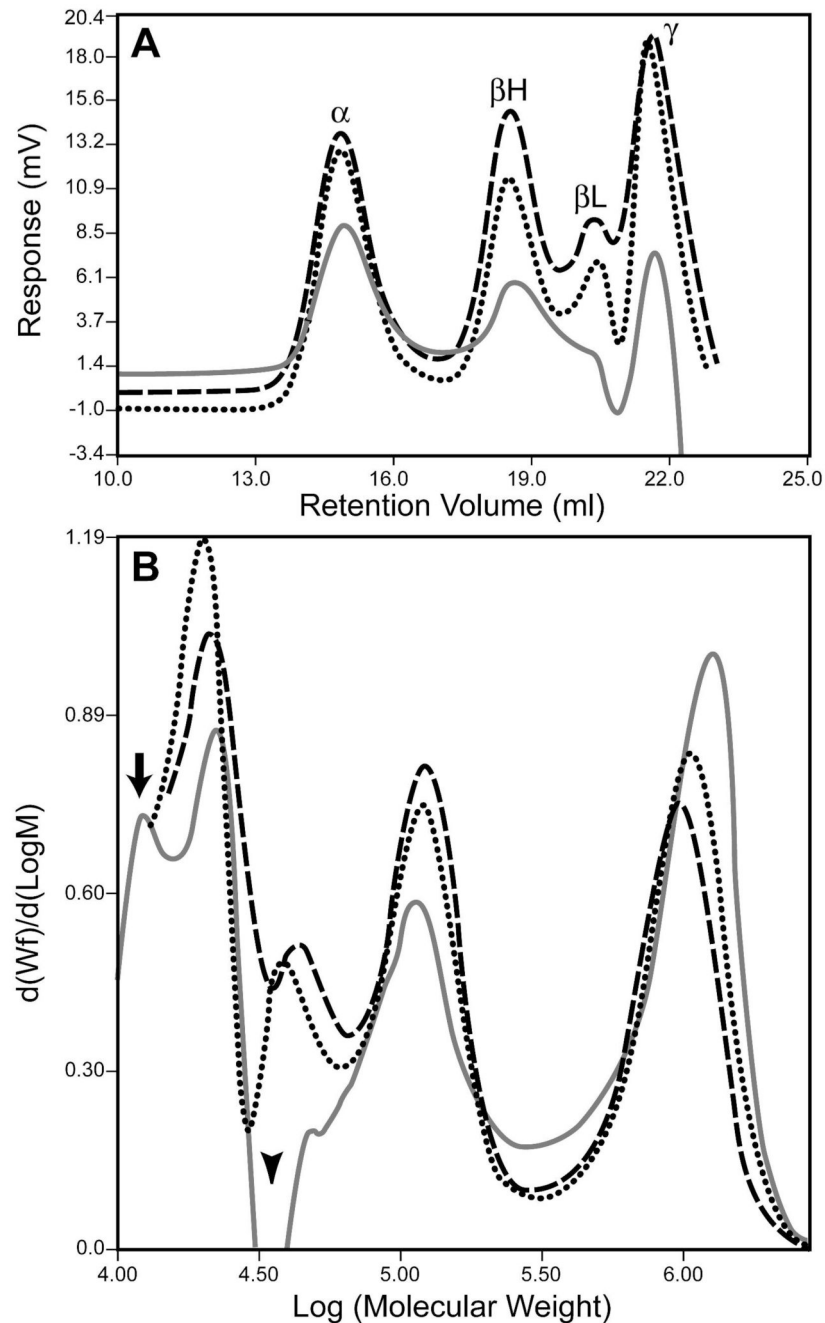 A
20.4
18.0
15.6
13.2
10.9
8.5
6.1
3.7
1.4
-1.0
-3.4
Response (mV)
α
βH
βL
γ
10.0 13.0 16.0 19.0 22.0 25.0
Retention Volume (ml)
B
1.19
0.89
0.60
0.30
0.0
d(Wf)/d(LogM)
4.00 4.50 5.00 5.50 6.00
Log (Molecular Weight)